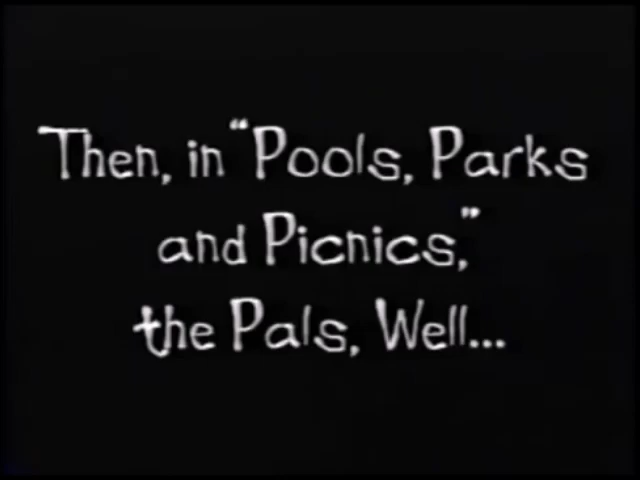 Then, in "Pools, Parks
and Picnics,"
the Pals, Well...